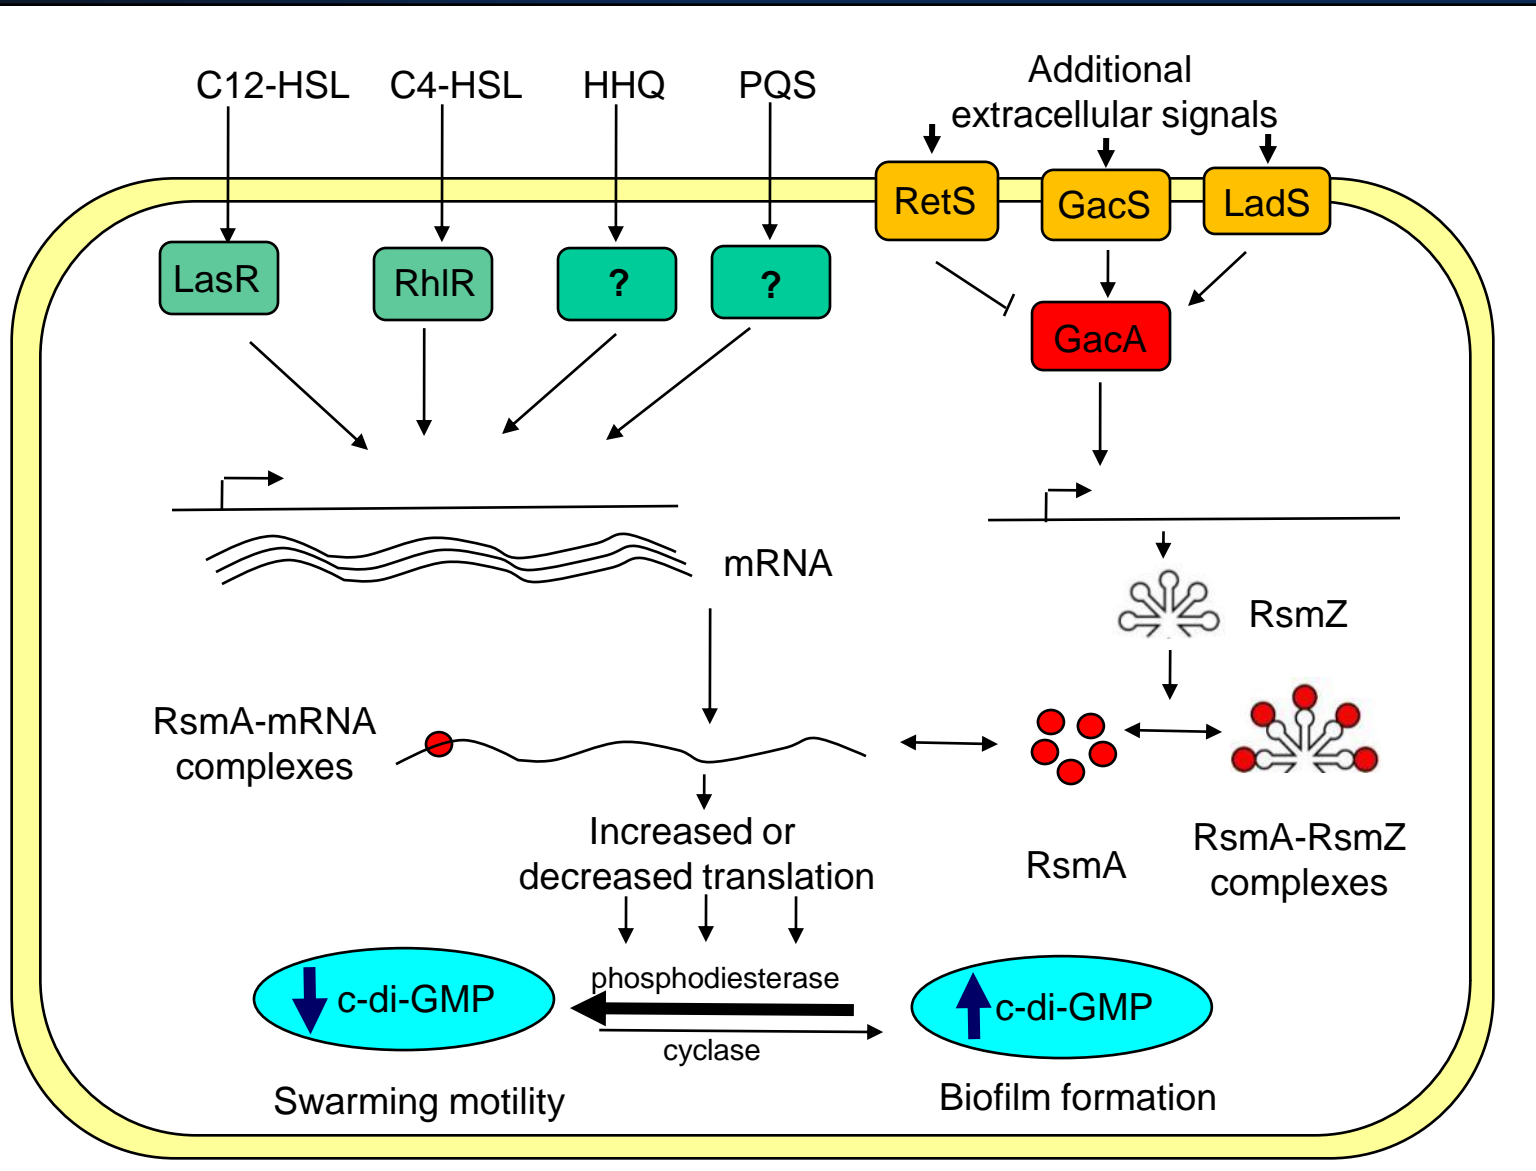 C12-HSL
C4-HSL
HHQ
PQS
Additional
extracellular signals
RetS
GacS
LadS
LasR
RhlR
?
?
GacA
mRNA
RsmZ
RsmA-mRNA
complexes
Increased or
decreased translation
RsmA
RsmA-RsmZ
complexes
phosphodiesterase
c-di-GMP
c-di-GMP
cyclase
Swarming motility
Biofilm formation